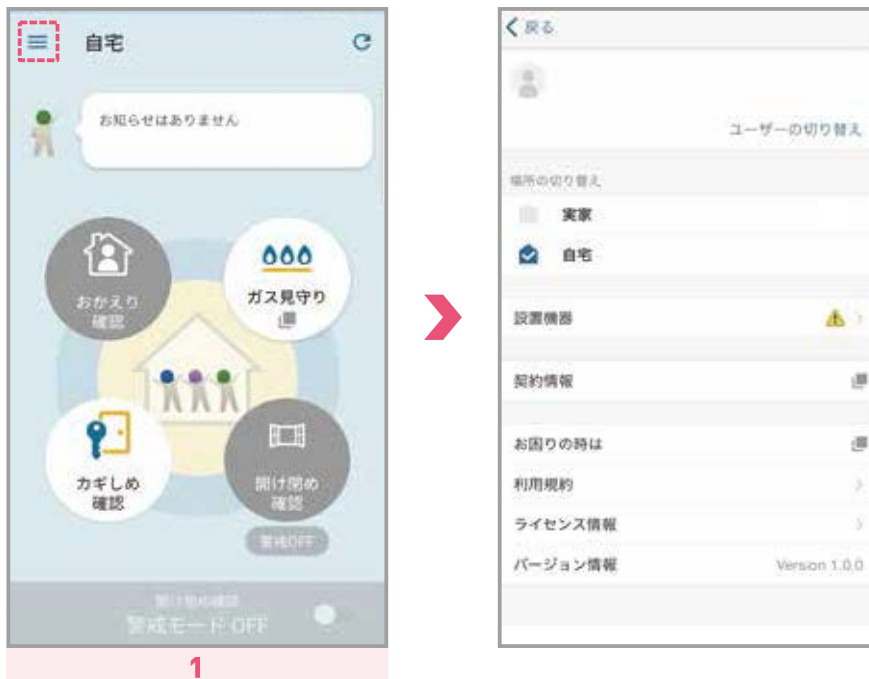 自宅
お知らせはありません
おかえり
確認
ガス見守り
カギしめ
確認
開け閉め
確認
警戒OFF
開け閉め確認
警戒モード OFF
1
戻る
ユーザーの切り替え
場所の切り替え
実家
自宅
設置機器
契約情報
お困りの時は
利用規約
ライセンス情報
バージョン情報 Version 1.0.0